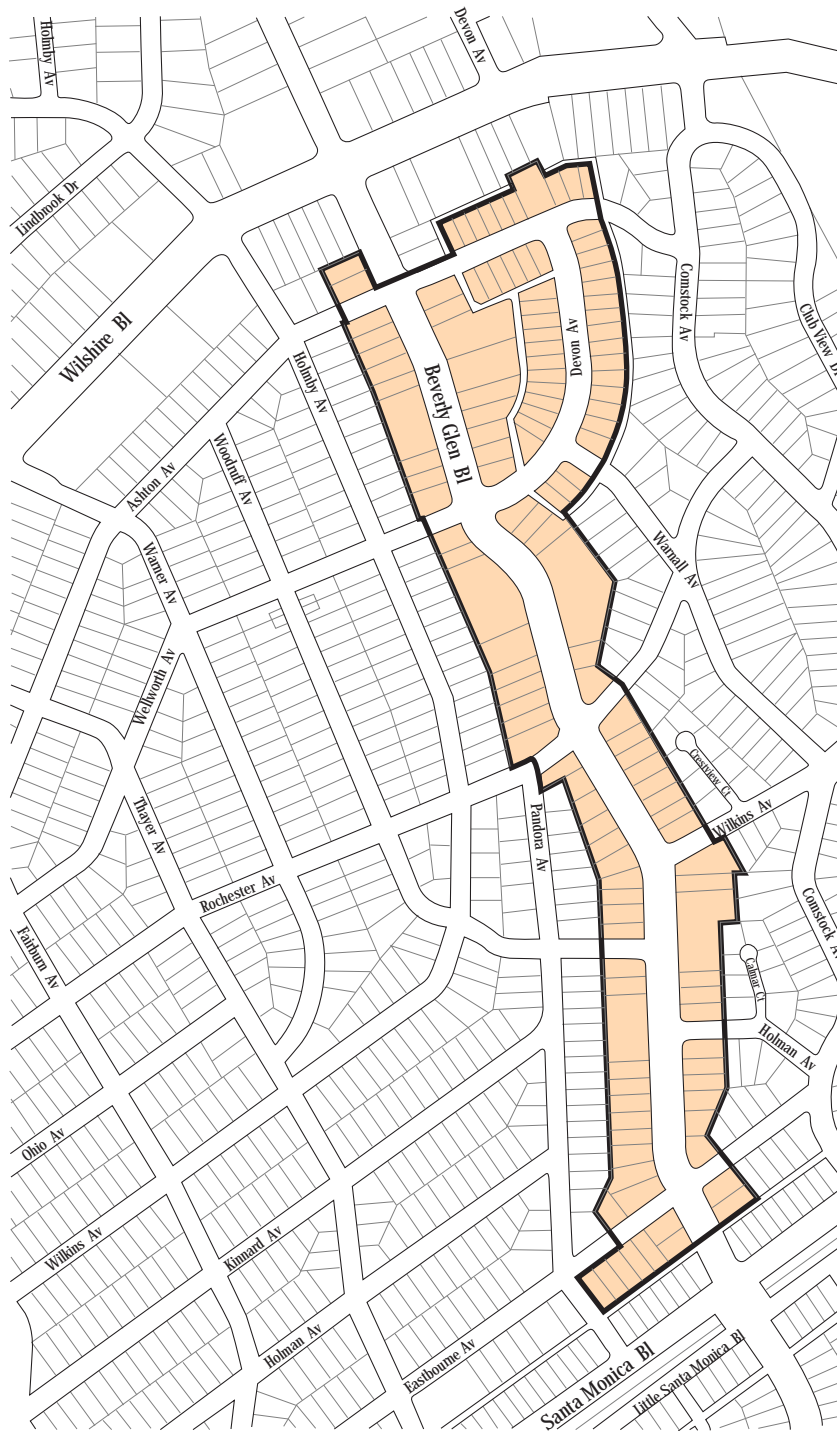 Holmby Av
Devon Av
Lindbrook Dr
Comstock Av
Club View D
Wilshire Bl
Devon Av
Holmby Av
Beverly Glen Bl
Woodruff Av
Ashton Av
Warner Av
Warnall Av
Wellworth Av
Crestview Ct
Thayer Av
Pandora Av
Wilkins Av
Rochester Av
Comstock A
Fairburn Av
Calmar Ct
Holman Av
Ohio Av
Wilkins Av
Kinnard Av
Holman Av
Eastbourne Av
Santa Monica Bl
Little Santa Monica Bl